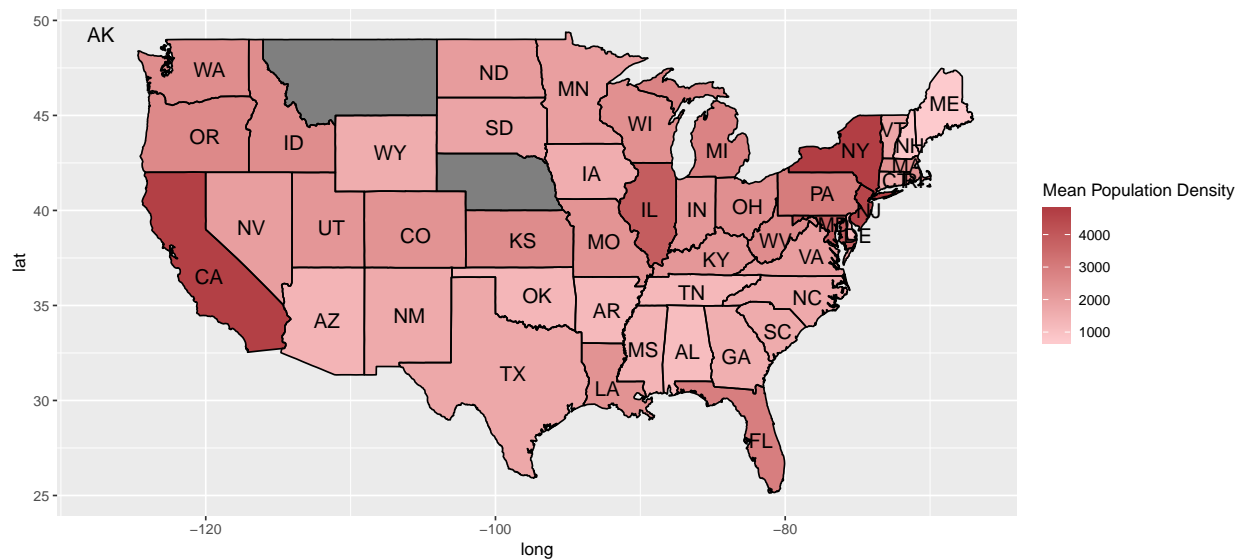 50
AK
WA
ND
MN
ME
45
OR
ID
SD
WI
MI
VT
NH
NY
MA
WY
IA
CT
RI
PA
Mean Population Density
40
NV
UT
CO
KS
MO
IL
IN
OH
NJ
MD
DE
WV
VA
4000
3000
2000
1000
lat
CA
KY
35
AZ
NM
OK
AR
TN
NC
SC
MS
AL
GA
TX
LA
30
FL
25
−120
−100
−80
long